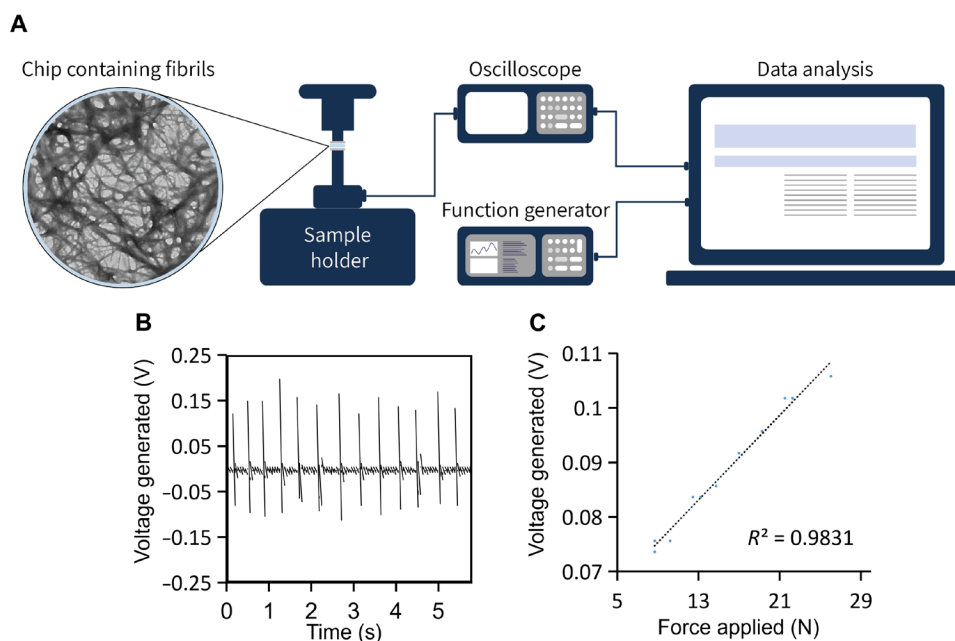 A
Chip containing fibrils
Oscilloscope
Data analysis
Function generator
Sample
holder
B
Voltage generated (V)
0.25
0.15
0.05
−0.05
−0.15
−0.25
0 1 2 3 4 5
Time (s)
C
Voltage generated (V)
0.11
0.1
0.09
0.08
0.07
R² = 0.9831
5 13 21 29
Force applied (N)